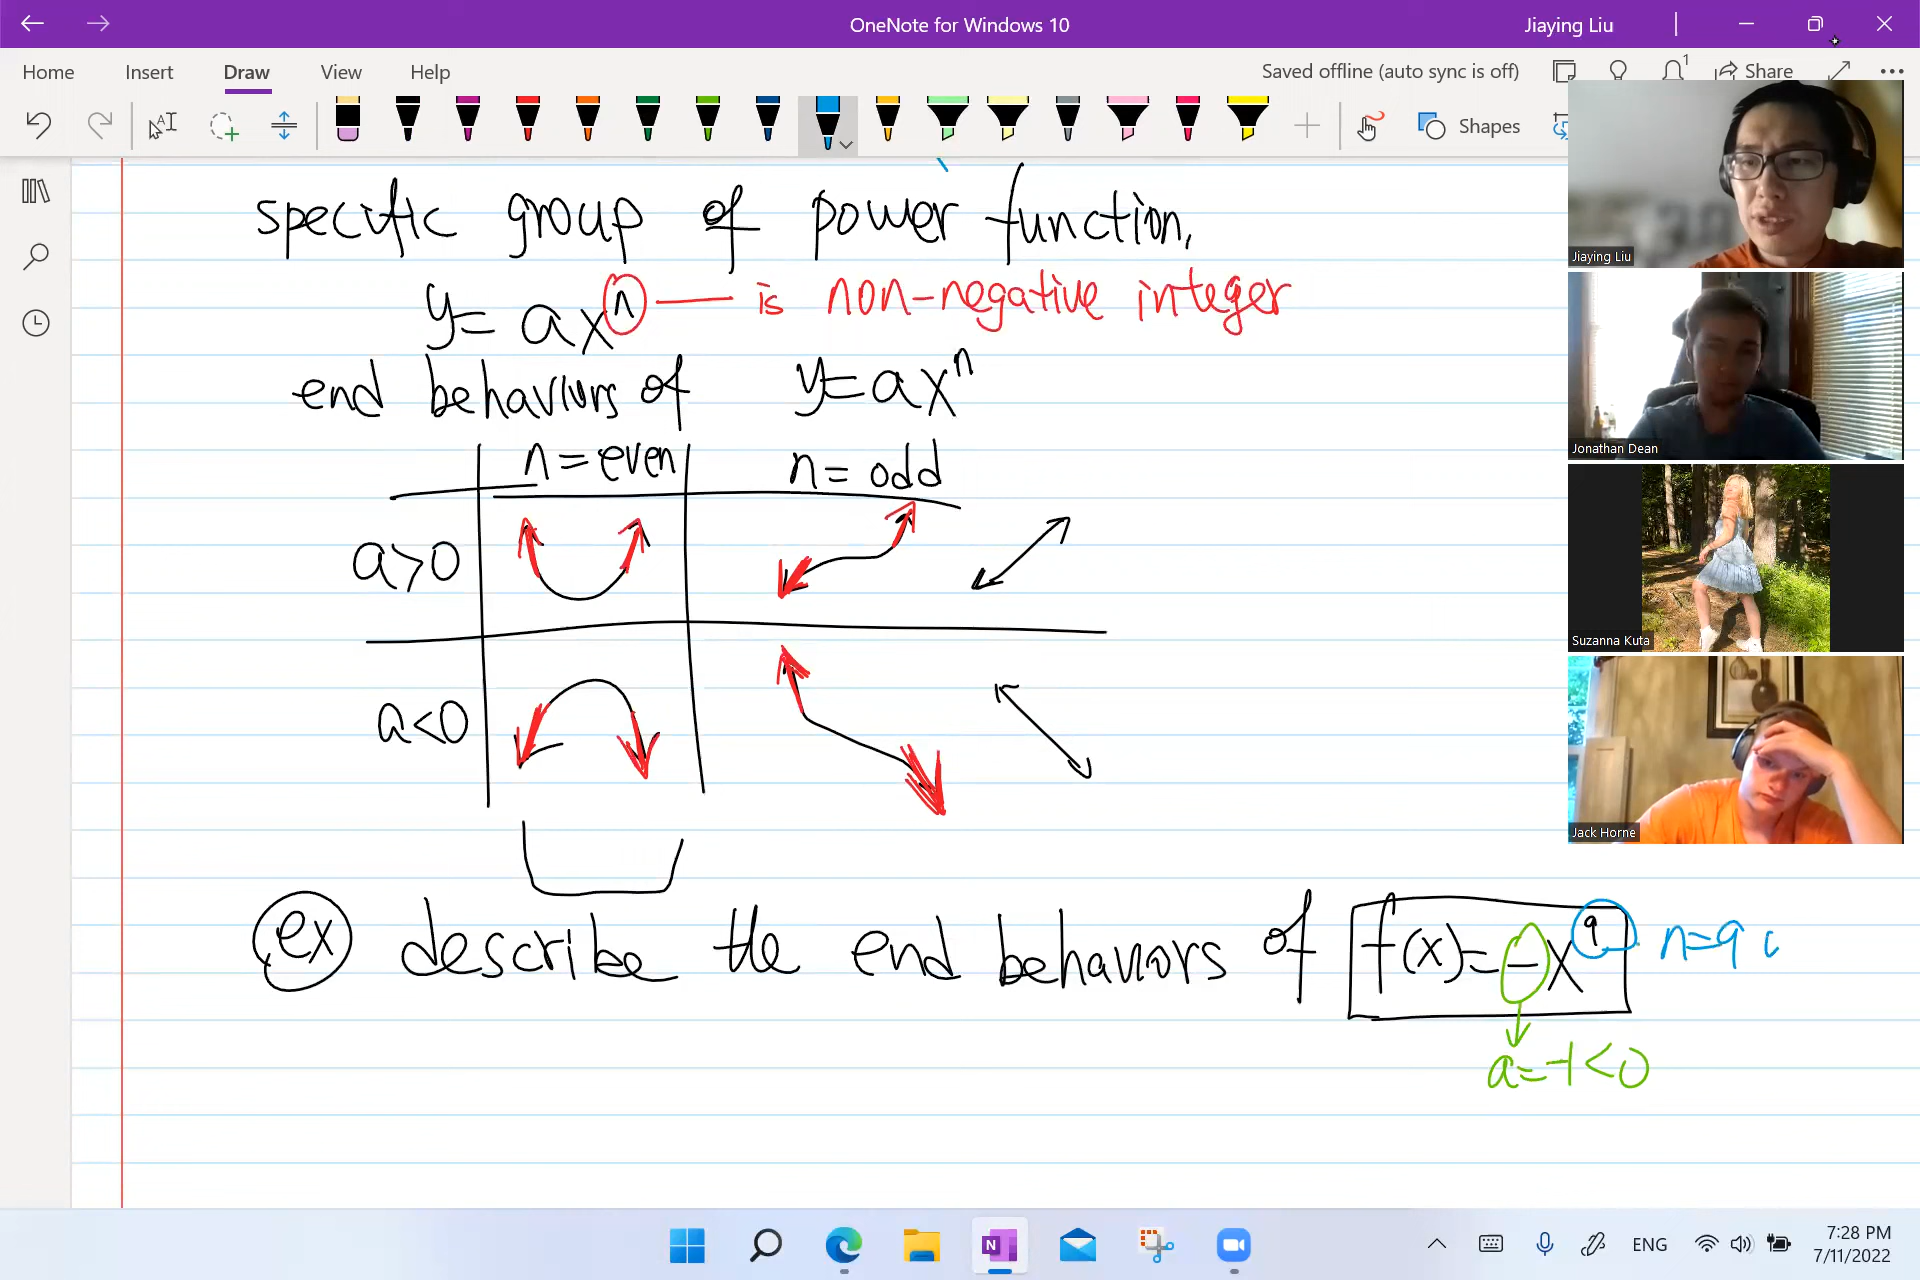 OneNote for Windows 10
Jiaying Liu
Home Insert Draw View Help
Saved offline (auto sync is off)
1
Share
Shapes
specific group of power function,
y = ax^n — is non-negative integer
end behaviors of y = ax^n
n = even n = odd
a > 0
a < 0
ex describe the end behaviors of f(x) = -x^9 n=9
a = -1 < 0
Jiaying Liu
Jonathan Dean
Suzanna Kuta
Jack Horne
ENG
7:28 PM
7/11/2022